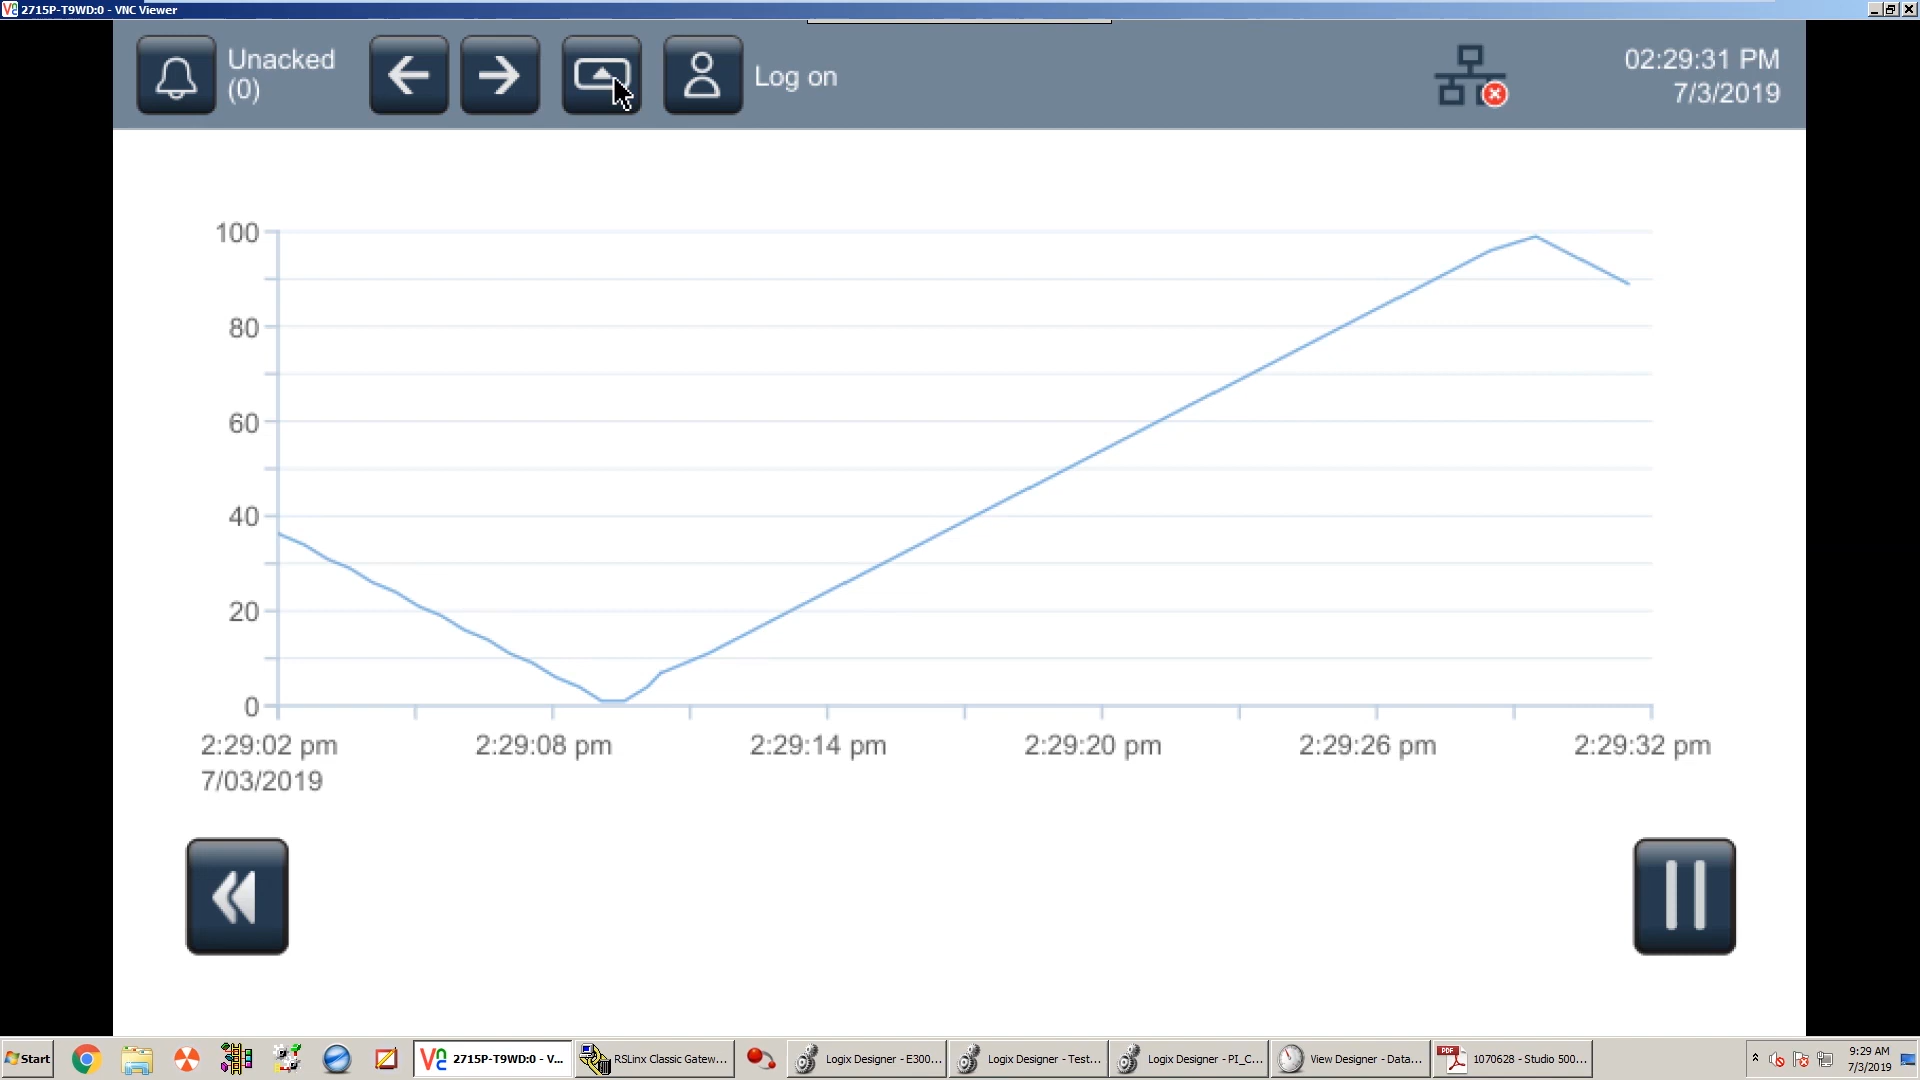 2715P-T9WD:0 - VNC Viewer
Unacked
(0)
Log on
02:29:31 PM
7/3/2019
100
80
60
40
20
0
2:29:02 pm 2:29:08 pm 2:29:14 pm 2:29:20 pm 2:29:26 pm 2:29:32 pm
7/03/2019
Start 2715P-T9WD:0 - V... RSLinx Classic Gatew... Logix Designer - E300... Logix Designer - Test... Logix Designer - PI_C... View Designer - Data... PDF 1070628 - Studio 500...
9:29 AM
7/3/2019